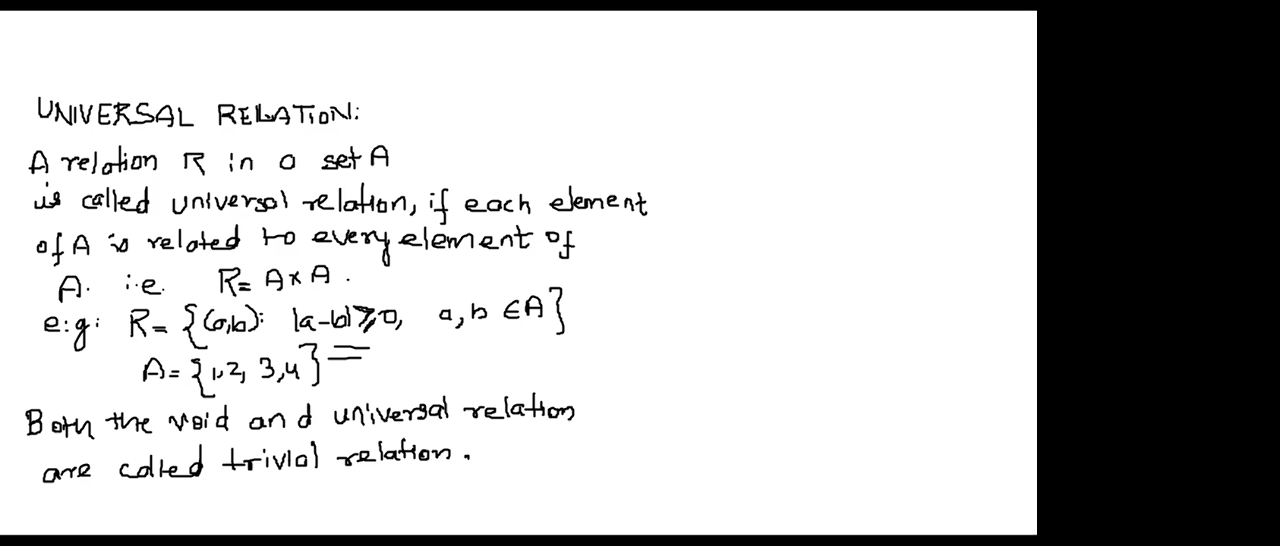 UNIVERSAL RELATION:
A relation R in a set A
is called universal relation, if each element
of A is related to every element of
A. i.e. R= A×A.
e:g: R= {(a,b): |a-b|⩾0, a,b ∈A}
A= {1,2, 3,4}
Both the void and universal relation
are called trivial relation.